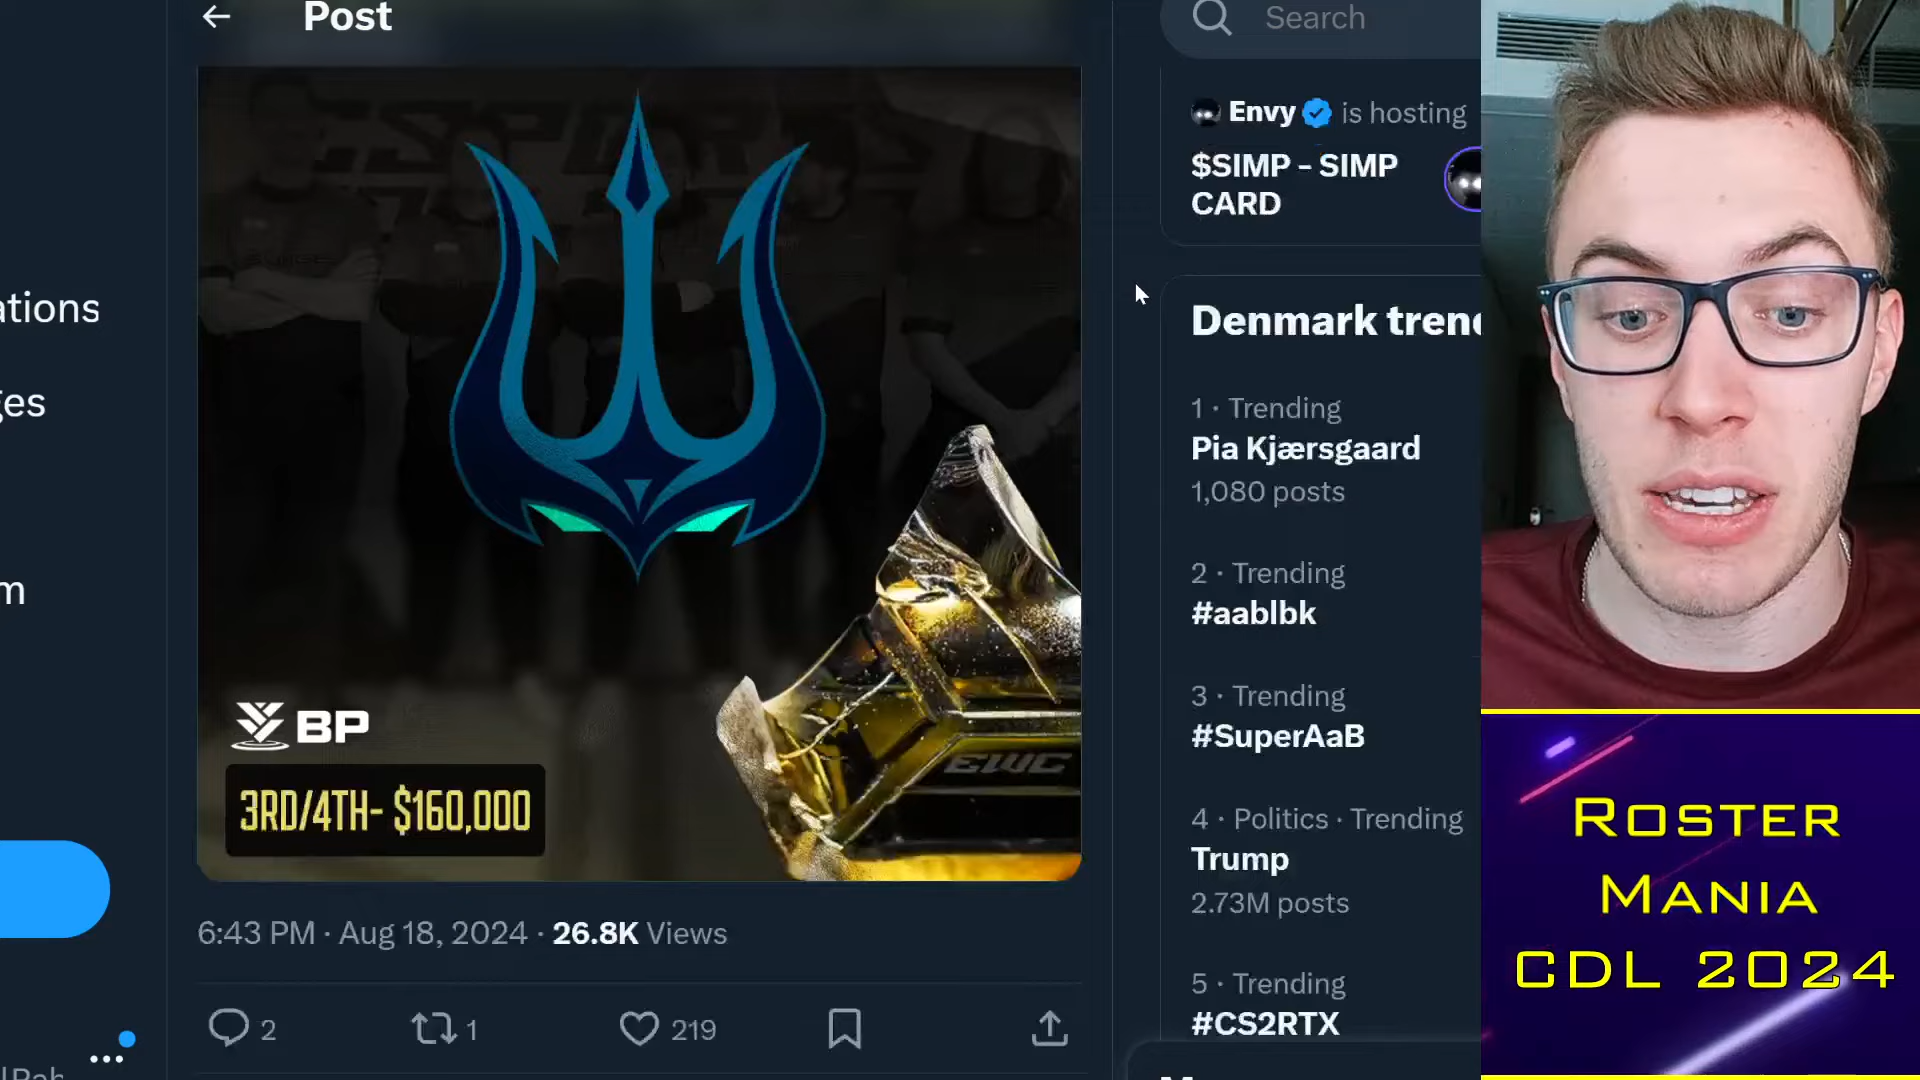 Post
Search
Envy is hosting
$SIMP - SIMP
CARD
ations
ges
m
Denmark trend
1 · Trending
Pia Kjærsgaard
1,080 posts
2 · Trending
#aablbk
3 · Trending
#SuperAaB
4 · Politics · Trending
Trump
2.73M posts
5 · Trending
#CS2RTX
BP
EWC
3RD/4TH- $160,000
6:43 PM · Aug 18, 2024 · 26.8K Views
2
1
219
ROSTER
MANIA
CDL 2024